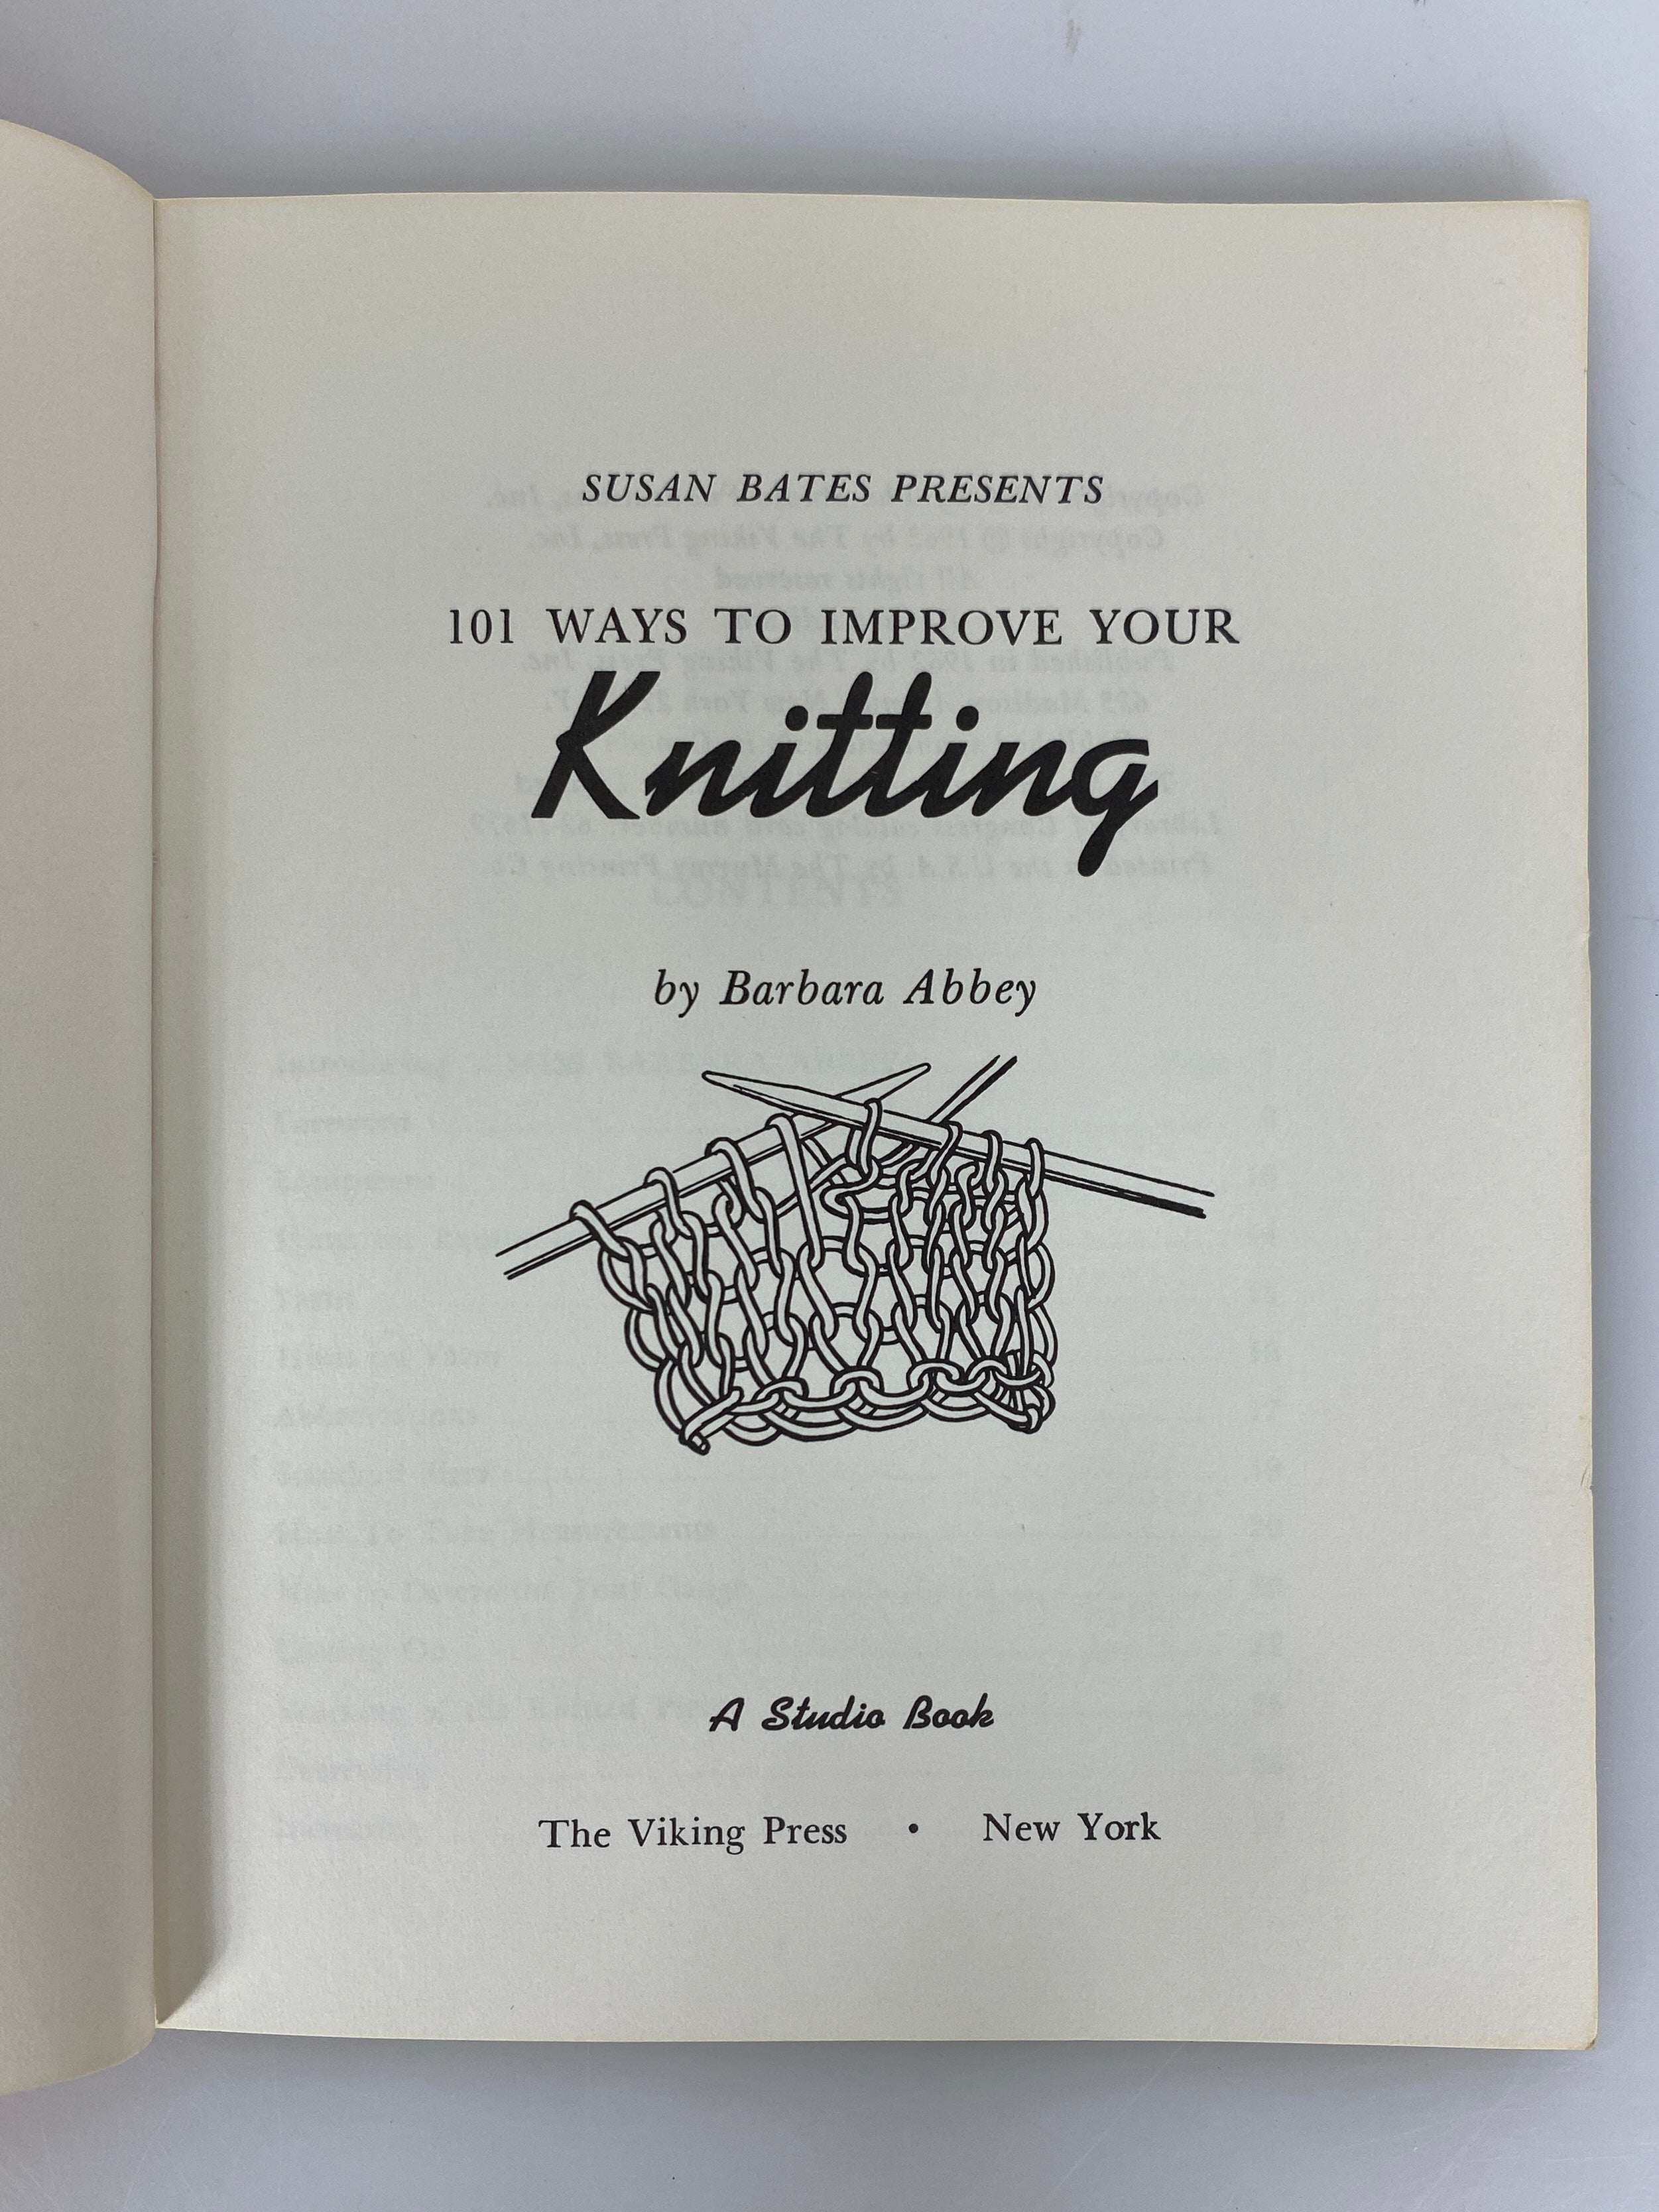 SUSAN BATES PRESENTS
101 WAYS TO IMPROVE YOUR
Knitting
by Barbara Abbey
A Studio Book
The Viking Press • New York